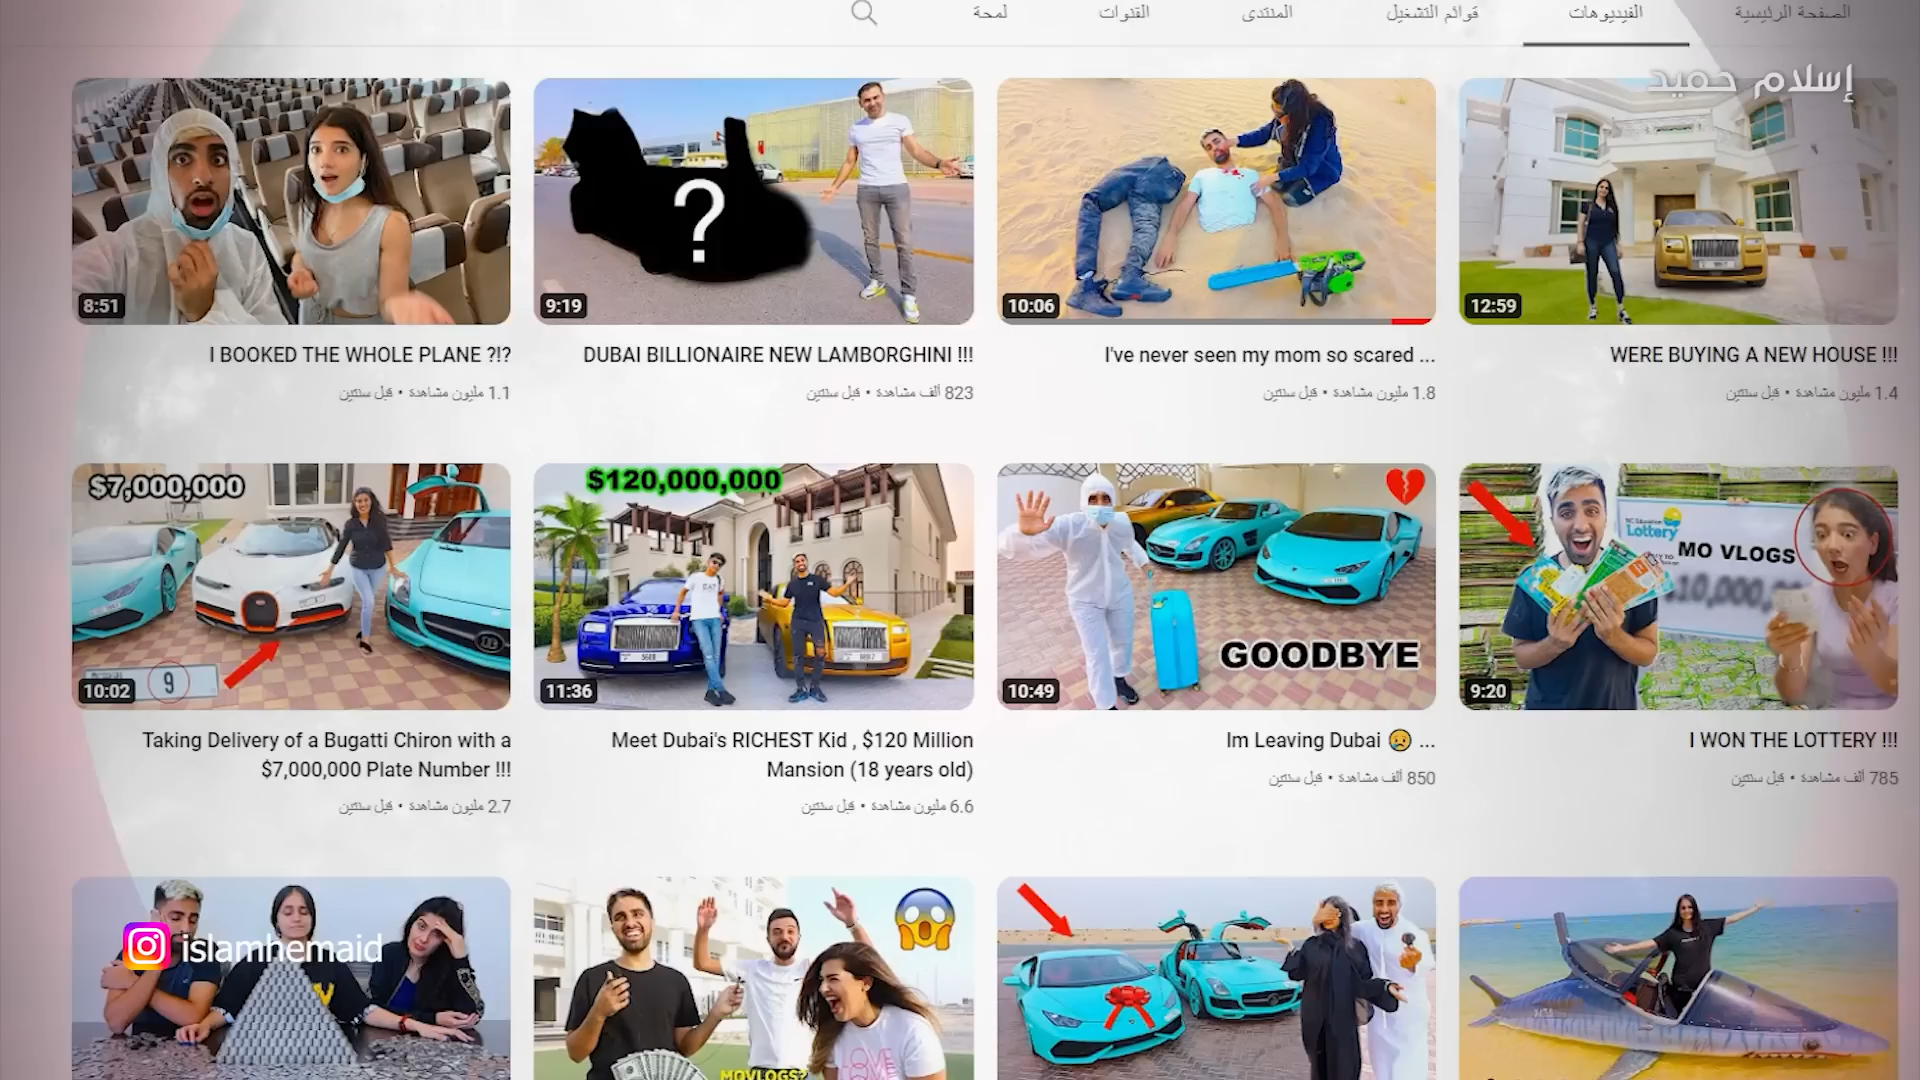 الصفحة الرئيسية
الفيديوهات
قوائم التشغيل
المنتدى
القنوات
لمحة
إسلام حميد
8:51
?
9:19
10:06
12:59
I BOOKED THE WHOLE PLANE ?!?
DUBAI BILLIONAIRE NEW LAMBORGHINI !!!
I've never seen my mom so scared ...
WERE BUYING A NEW HOUSE !!!
1.1 مليون مشاهدة • قبل سنتين
823 ألف مشاهدة • قبل سنتين
1.8 مليون مشاهدة • قبل سنتين
1.4 مليون مشاهدة • قبل سنتين
$7,000,000
9
10:02
$120,000,000
11:36
GOODBYE
10:49
NC Education
Lottery
MO VLOGS
9:20
Taking Delivery of a Bugatti Chiron with a
$7,000,000 Plate Number !!!
Meet Dubai's RICHEST Kid , $120 Million
Mansion (18 years old)
Im Leaving Dubai 😥 ...
I WON THE LOTTERY !!!
2.7 مليون مشاهدة • قبل سنتين
6.6 مليون مشاهدة • قبل سنتين
850 ألف مشاهدة • قبل سنتين
785 ألف مشاهدة • قبل سنتين
islamhemaid
MOVLOGS?
LOVE